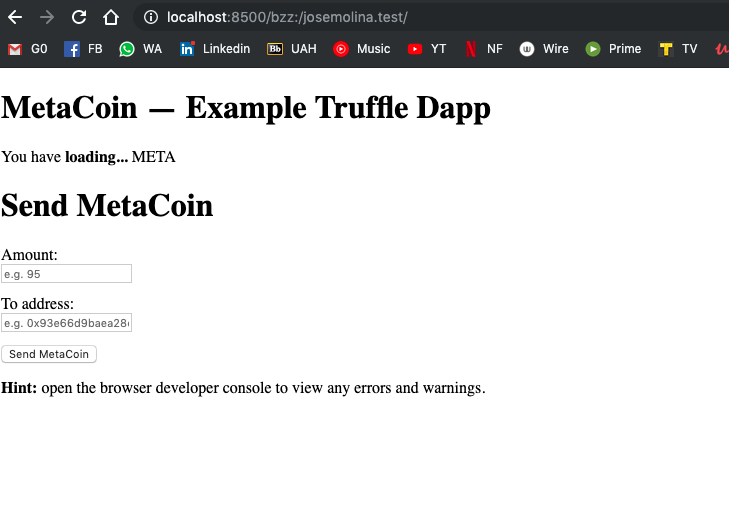 localhost:8500/bzz:/josemolina.test/
G0 FB WA in Linkedin Bb UAH Music YT NF w Wire Prime T TV
MetaCoin — Example Truffle Dapp
You have loading... META
Send MetaCoin
Amount:
e.g. 95
To address:
e.g. 0x93e66d9baea28
Send MetaCoin
Hint: open the browser developer console to view any errors and warnings.